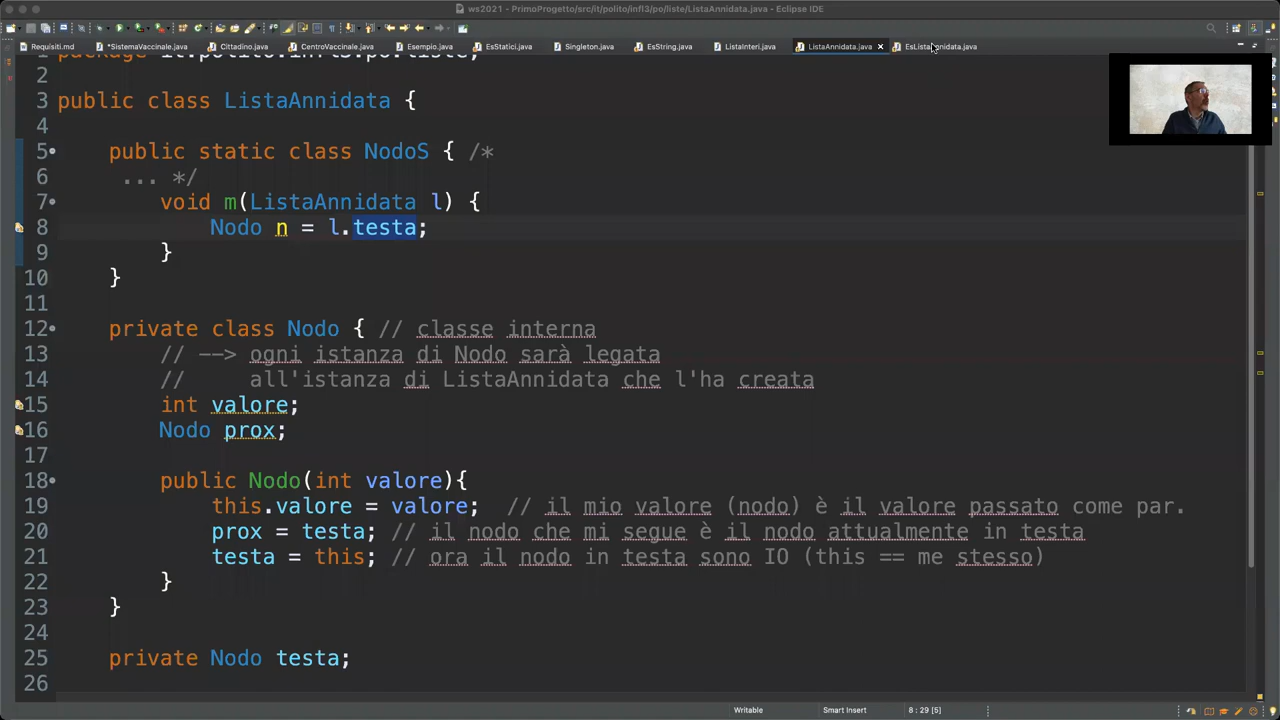 ws2021 - PrimoProgetto/src/it/polito/infl3/po/liste/ListaAnnidata.java - Eclipse IDE
Requisiti.md *SistemaVaccinale.java Cittadino.java CentroVaccinale.java Esempio.java EsStatici.java Singleton.java EsString.java ListaInteri.java ListaAnnidata.java EsListaAnnidata.java
1 package it.polito.infl3.po.liste;
2
3 public class ListaAnnidata {
4
5 public static class NodoS { /*
6 ... */
7 void m(ListaAnnidata l) {
8 Nodo n = l.testa;
9 }
10 }
11
12 private class Nodo { // classe interna
13 // --> ogni istanza di Nodo sarà legata
14 // all'istanza di ListaAnnidata che l'ha creata
15 int valore;
16 Nodo prox;
17
18 public Nodo(int valore){
19 this.valore = valore; // il mio valore (nodo) è il valore passato come par.
20 prox = testa; // il nodo che mi segue è il nodo attualmente in testa
21 testa = this; // ora il nodo in testa sono IO (this == me stesso)
22 }
23 }
24
25 private Nodo testa;
26
Writable Smart Insert 8 : 29 [5]